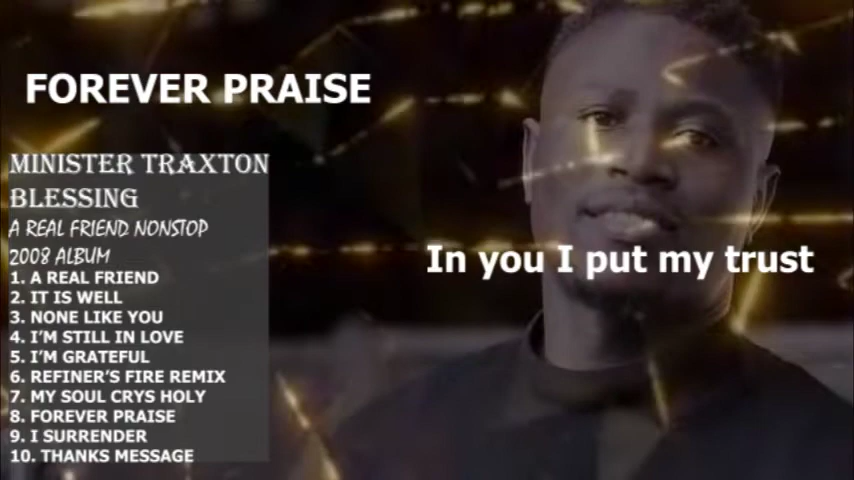 FOREVER PRAISE
MINISTER TRAXTON
BLESSING
A REAL FRIEND NONSTOP
2008 ALBUM
1. A REAL FRIEND
2. IT IS WELL
3. NONE LIKE YOU
4. I'M STILL IN LOVE
5. I'M GRATEFUL
6. REFINER'S FIRE REMIX
7. MY SOUL CRYS HOLY
8. FOREVER PRAISE
9. I SURRENDER
10. THANKS MESSAGE
In you I put my trust